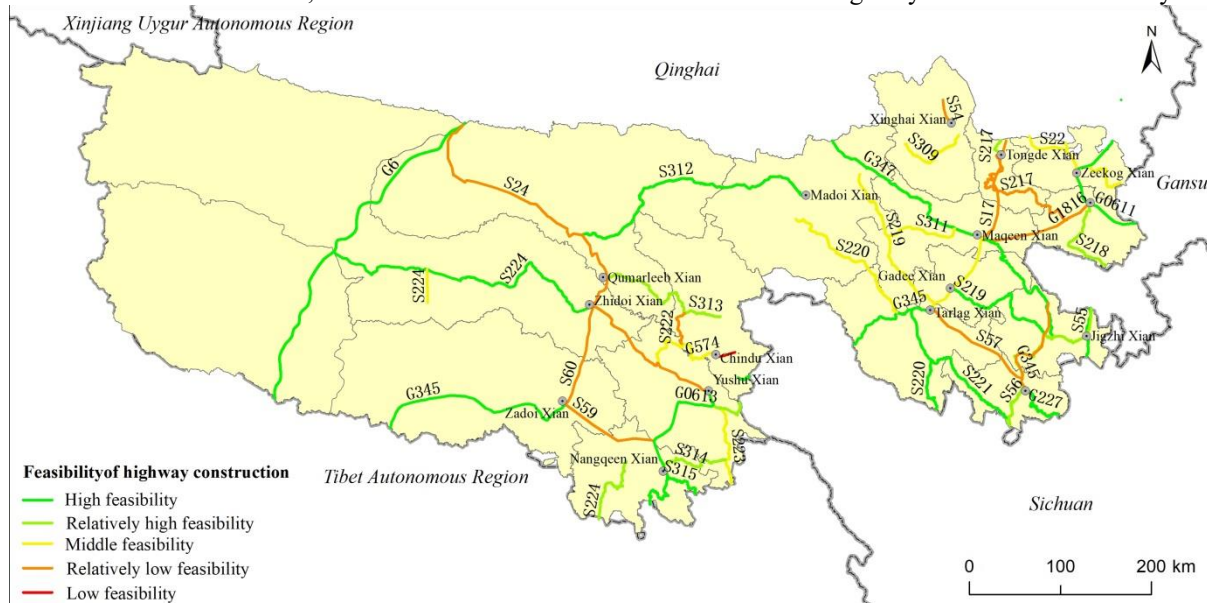 Xinjiang Uygur Autonomous Region
Qinghai
N
Xinghai Xian
S54
S309
S217
S22
Tongde Xian
Zeekog Xian
Gansu
G6
S24
S312
G347
S217
Madoi Xian
S17
G1816
G0611
S311
Maqeen Xian
S218
S219
S220
S224
S224
Qumarleeb Xian
Gadee Xian
S219
Zhidoi Xian
S313
G345
Tarlag Xian
S55
S222
Jigzhi Xian
G574
Chindu Xian
S57
G345
S60
Yushu Xian
S220
S221
S56
G227
G345
Zadoi Xian
S59
G0613
S223
Nangqeen Xian
S314
S315
S224
Tibet Autonomous Region
Sichuan
Feasibilityof highway construction
High feasibility
Relatively high feasibility
Middle feasibility
Relatively low feasibility
Low feasibility
0 100 200 km